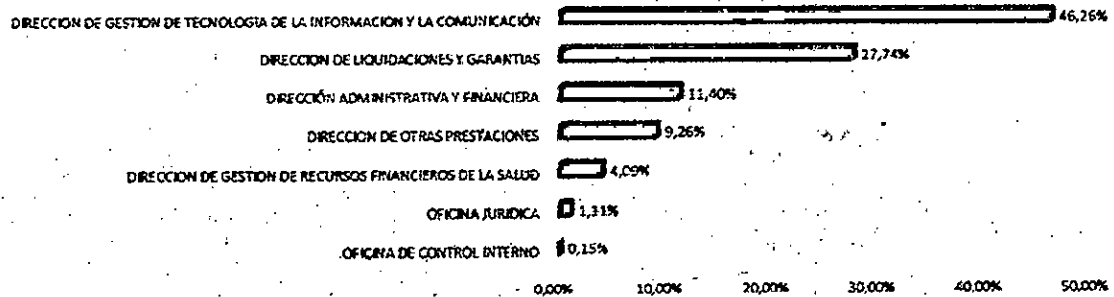 DIRECCION DE GESTION DE TECNOLOGIA DE LA INFORMACION Y LA COMUNICACIÓN 46,26%
DIRECCION DE LIQUIDACIONES Y GARANTIAS 27,74%
DIRECCIÓN ADMINISTRATIVA Y FINANCIERA 11,40%
DIRECCION DE OTRAS PRESTACIONES 9,26%
DIRECCION DE GESTION DE RECURSOS FINANCIEROS DE LA SALUD 4,09%
OFICINA JURIDICA 1,31%
OFICINA DE CONTROL INTERNO 0,15%
0,00% 10,00% 20,00% 30,00% 40,00% 50,00%